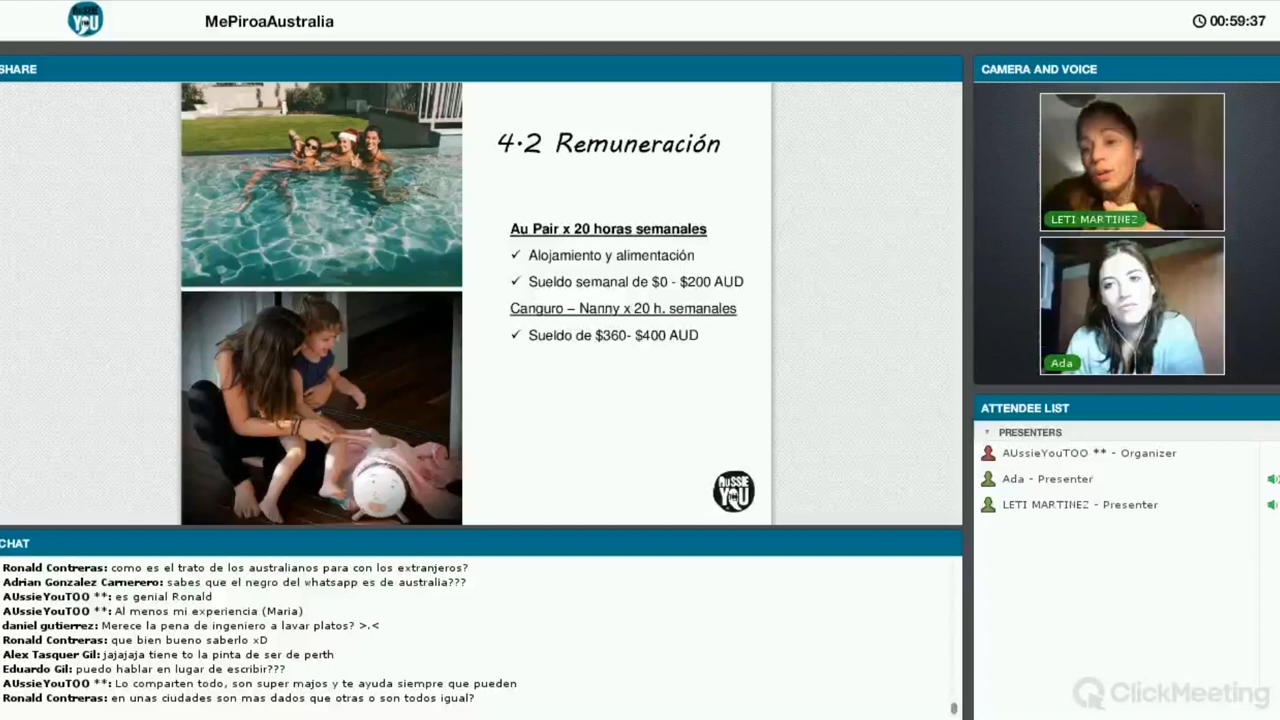 AUSSIE
YOU
MePiroaAustralia
00:59:37
SHARE
4.2 Remuneración
Au Pair x 20 horas semanales
✓ Alojamiento y alimentación
✓ Sueldo semanal de $0 - $200 AUD
Canguro – Nanny x 20 h. semanales
✓ Sueldo de $360- $400 AUD
AUSSIE
YOU
CAMERA AND VOICE
LETI MARTINEZ
Ada
ATTENDEE LIST
PRESENTERS
AUssieYouTOO ** - Organizer
Ada - Presenter
LETI MARTINEZ - Presenter
CHAT
Ronald Contreras: como es el trato de los australianos para con los extranjeros?
Adrian Gonzalez Carnerero: sabes que el negro del whatsapp es de australia???
AUssieYouTOO **: es genial Ronald
AUssieYouTOO **: Al menos mi experiencia (Maria)
daniel gutierrez: Merece la pena de ingeniero a lavar platos? >.<
Ronald Contreras: que bien bueno saberlo xD
Alex Tasquer Gil: jajajaja tiene to la pinta de ser de perth
Eduardo Gil: puedo hablar en lugar de escribir???
AUssieYouTOO **: Lo comparten todo, son super majos y te ayuda siempre que pueden
Ronald Contreras: en unas ciudades son mas dados que otras o son todos igual?
ClickMeeting